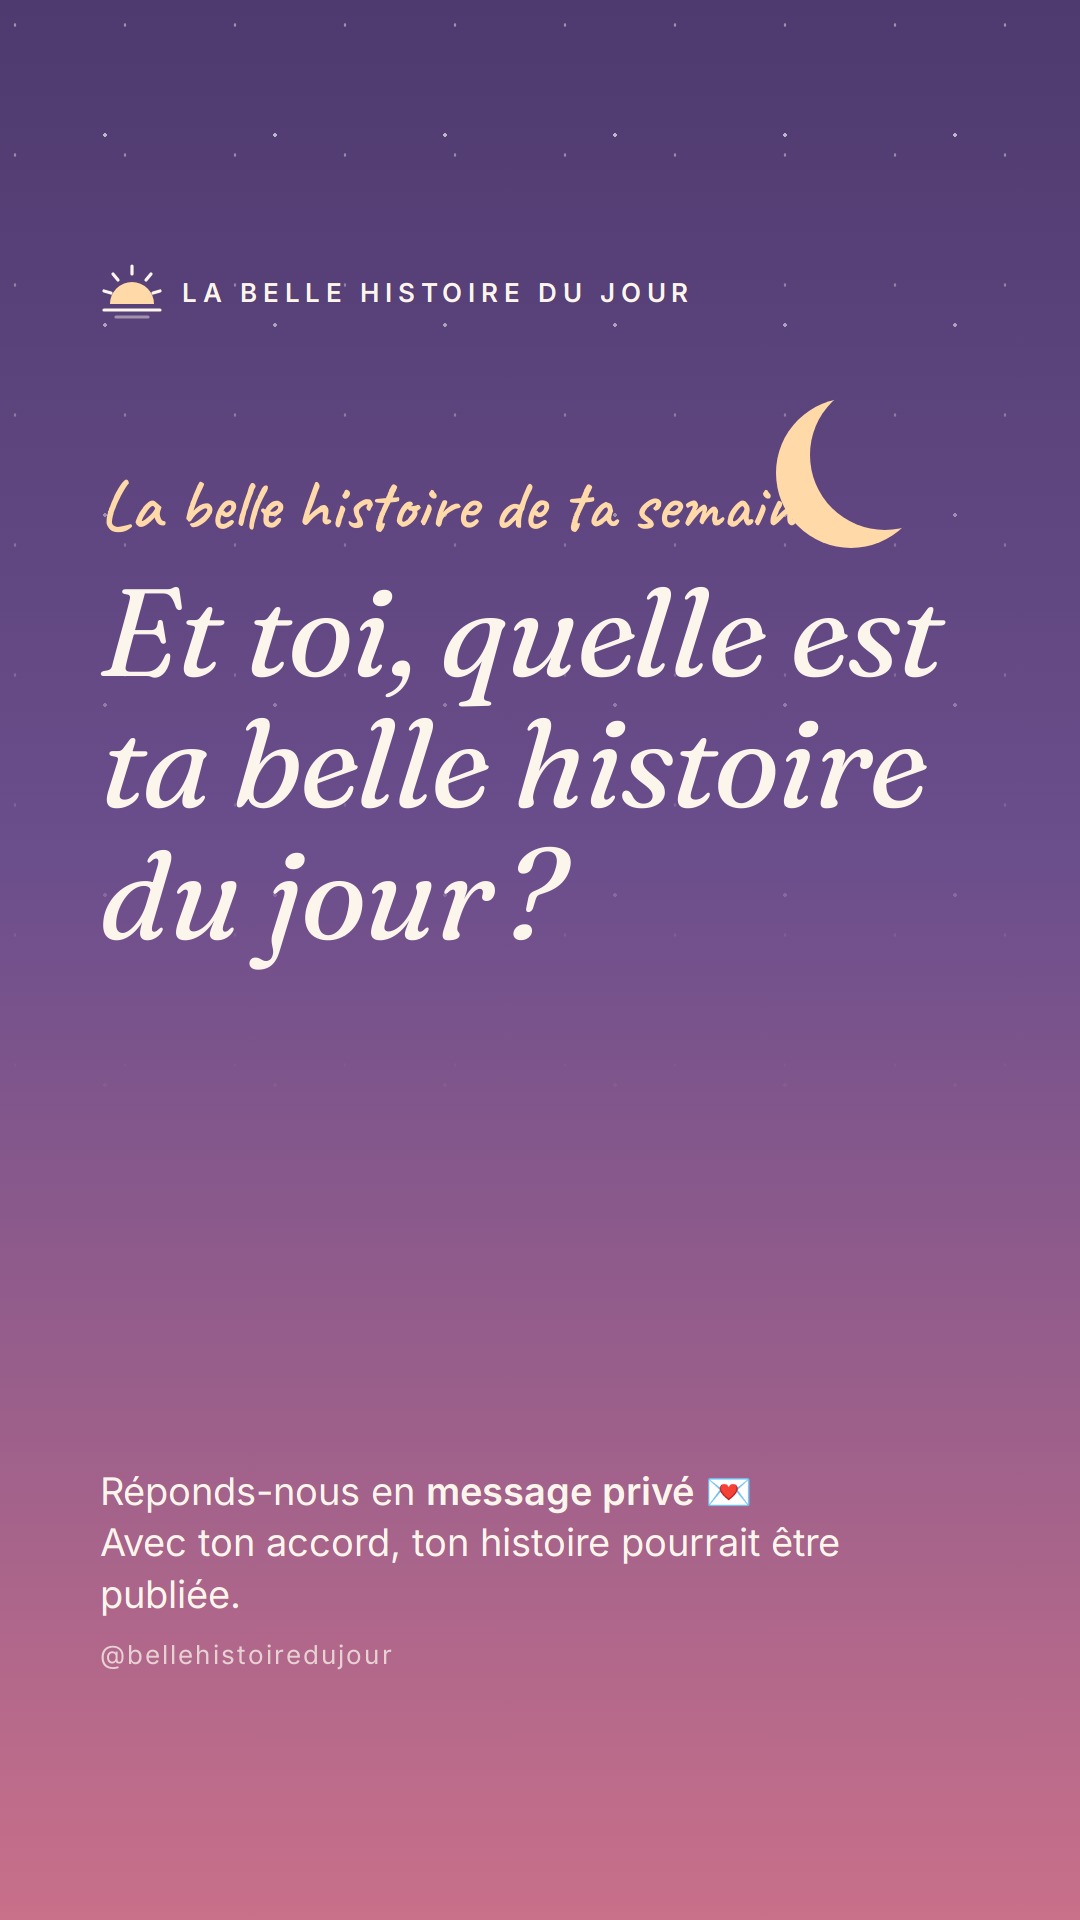 LA BELLE HISTOIRE DU JOUR
La belle histoire de ta
Et toi, quelle est
ta belle histoire
du jour ?
Réponds-nous en message privé 💌
Avec ton accord, ton histoire pourrait être
publiée.
@bellehistoiredujour